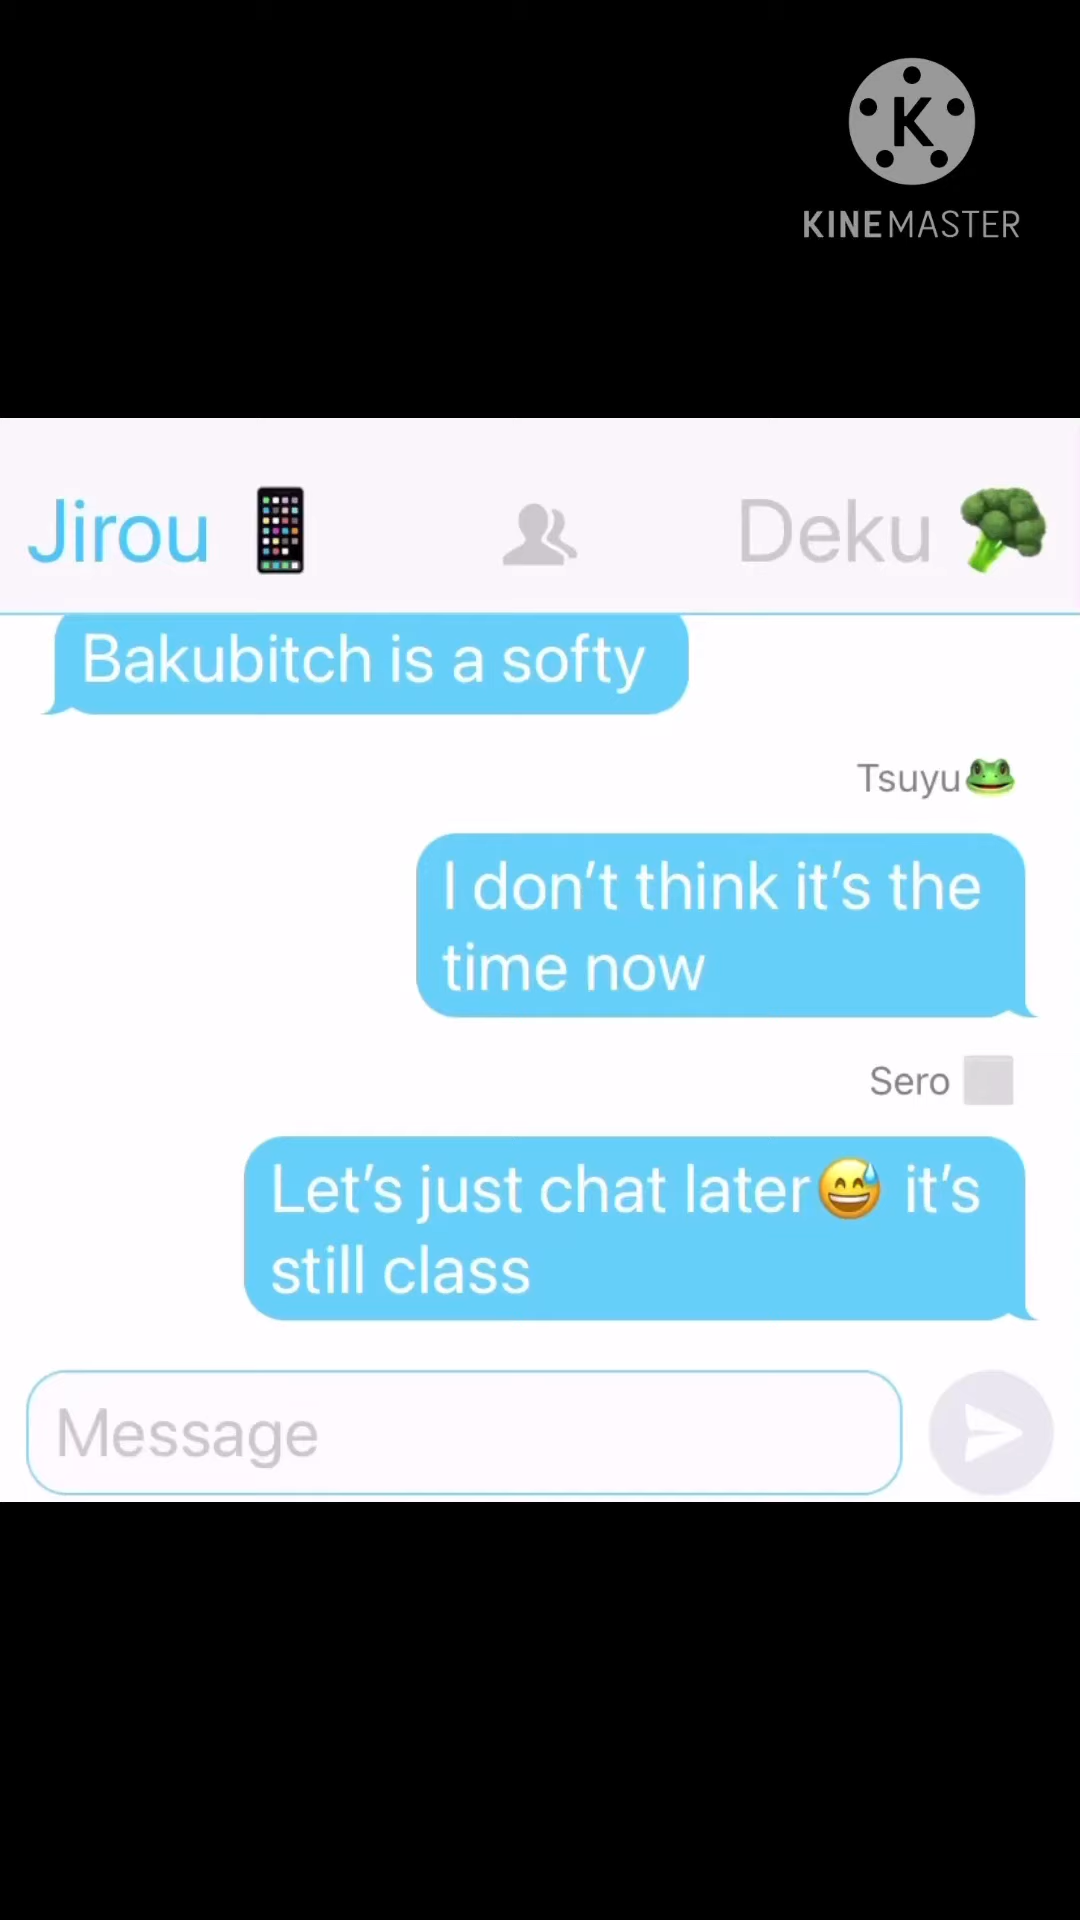 K
KINEMASTER
Jirou 📱 Deku 🥦
Bakubitch is a softy
Tsuyu🐸
I don’t think it’s the
time now
Sero ⬜
Let’s just chat later😅 it’s
still class
Message